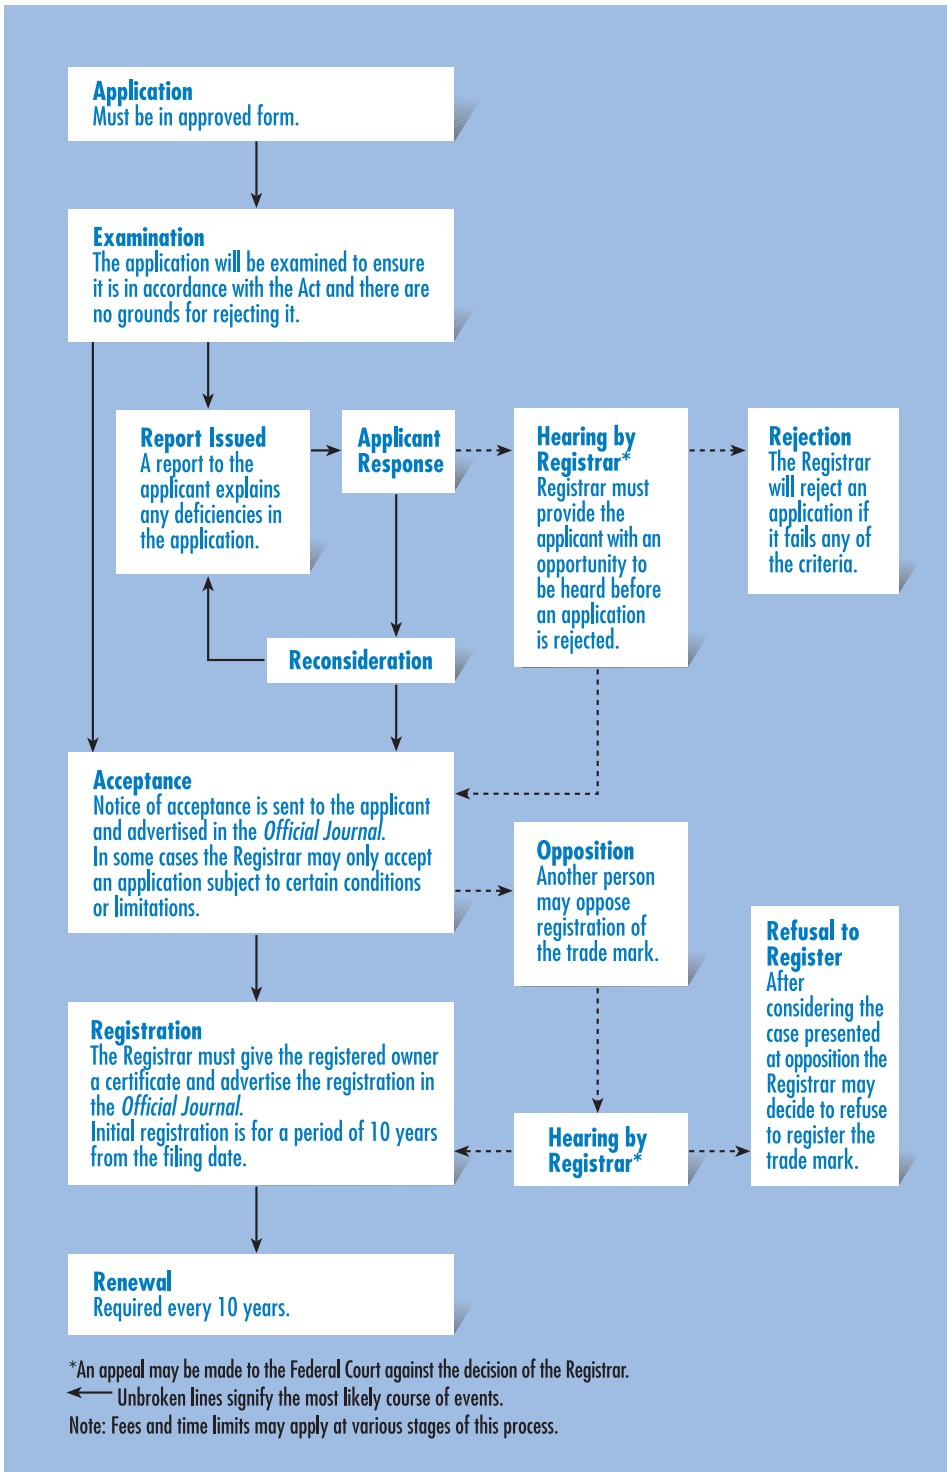 Application
Must be in approved form.
Examination
The application will be examined to ensure
it is in accordance with the Act and there are
no grounds for rejecting it.
Report Issued
A report to the
applicant explains
any deficiencies in
the application.
Applicant
Response
Hearing by
Registrar*
Registrar must
provide the
applicant with an
opportunity to
be heard before
an application
is rejected.
Rejection
The Registrar
will reject an
application if
it fails any of
the criteria.
Reconsideration
Acceptance
Notice of acceptance is sent to the applicant
and advertised in the Official Journal.
In some cases the Registrar may only accept
an application subject to certain conditions
or limitations.
Opposition
Another person
may oppose
registration of
the trade mark.
Refusal to
Register
After
considering the
case presented
at opposition the
Registrar may
decide to refuse
to register the
trade mark.
Registration
The Registrar must give the registered owner
a certificate and advertise the registration in
the Official Journal.
Initial registration is for a period of 10 years
from the filing date.
Hearing by
Registrar*
Renewal
Required every 10 years.
*An appeal may be made to the Federal Court against the decision of the Registrar.
Unbroken lines signify the most likely course of events.
Note: Fees and time limits may apply at various stages of this process.